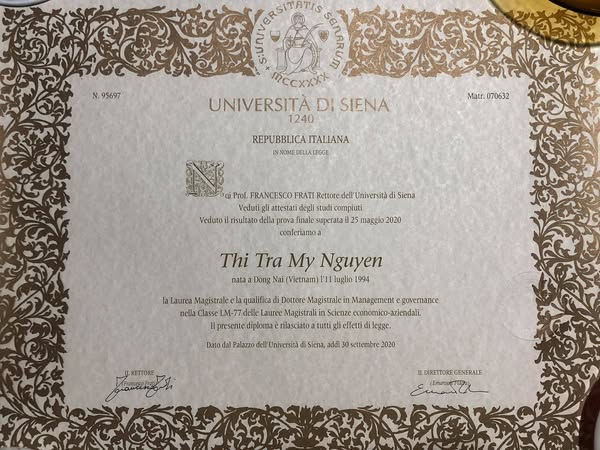 SIGILLUM UNIVERSITATIS SENARUM
MCCXXXX
N. 95697
Matr. 070632
UNIVERSITÀ DI SIENA
1240
REPUBBLICA ITALIANA
IN NOME DELLA LEGGE
Noi Prof. FRANCESCO FRATI Rettore dell'Università di Siena
Veduti gli attestati degli studi compiuti
Veduto il risultato della prova finale superata il 25 maggio 2020
conferiamo a
Thi Tra My Nguyen
nata a Dong Nai (Vietnam) l'11 luglio 1994
la Laurea Magistrale e la qualifica di Dottore Magistrale in Management e governance
nella Classe LM-77 delle Lauree Magistrali in Scienze economico-aziendali.
Il presente diploma è rilasciato a tutti gli effetti di legge.
Dato dal Palazzo dell'Università di Siena, addì 30 settembre 2020
IL RETTORE
(Francesco Frati)
IL DIRETTORE GENERALE
(Emanuele